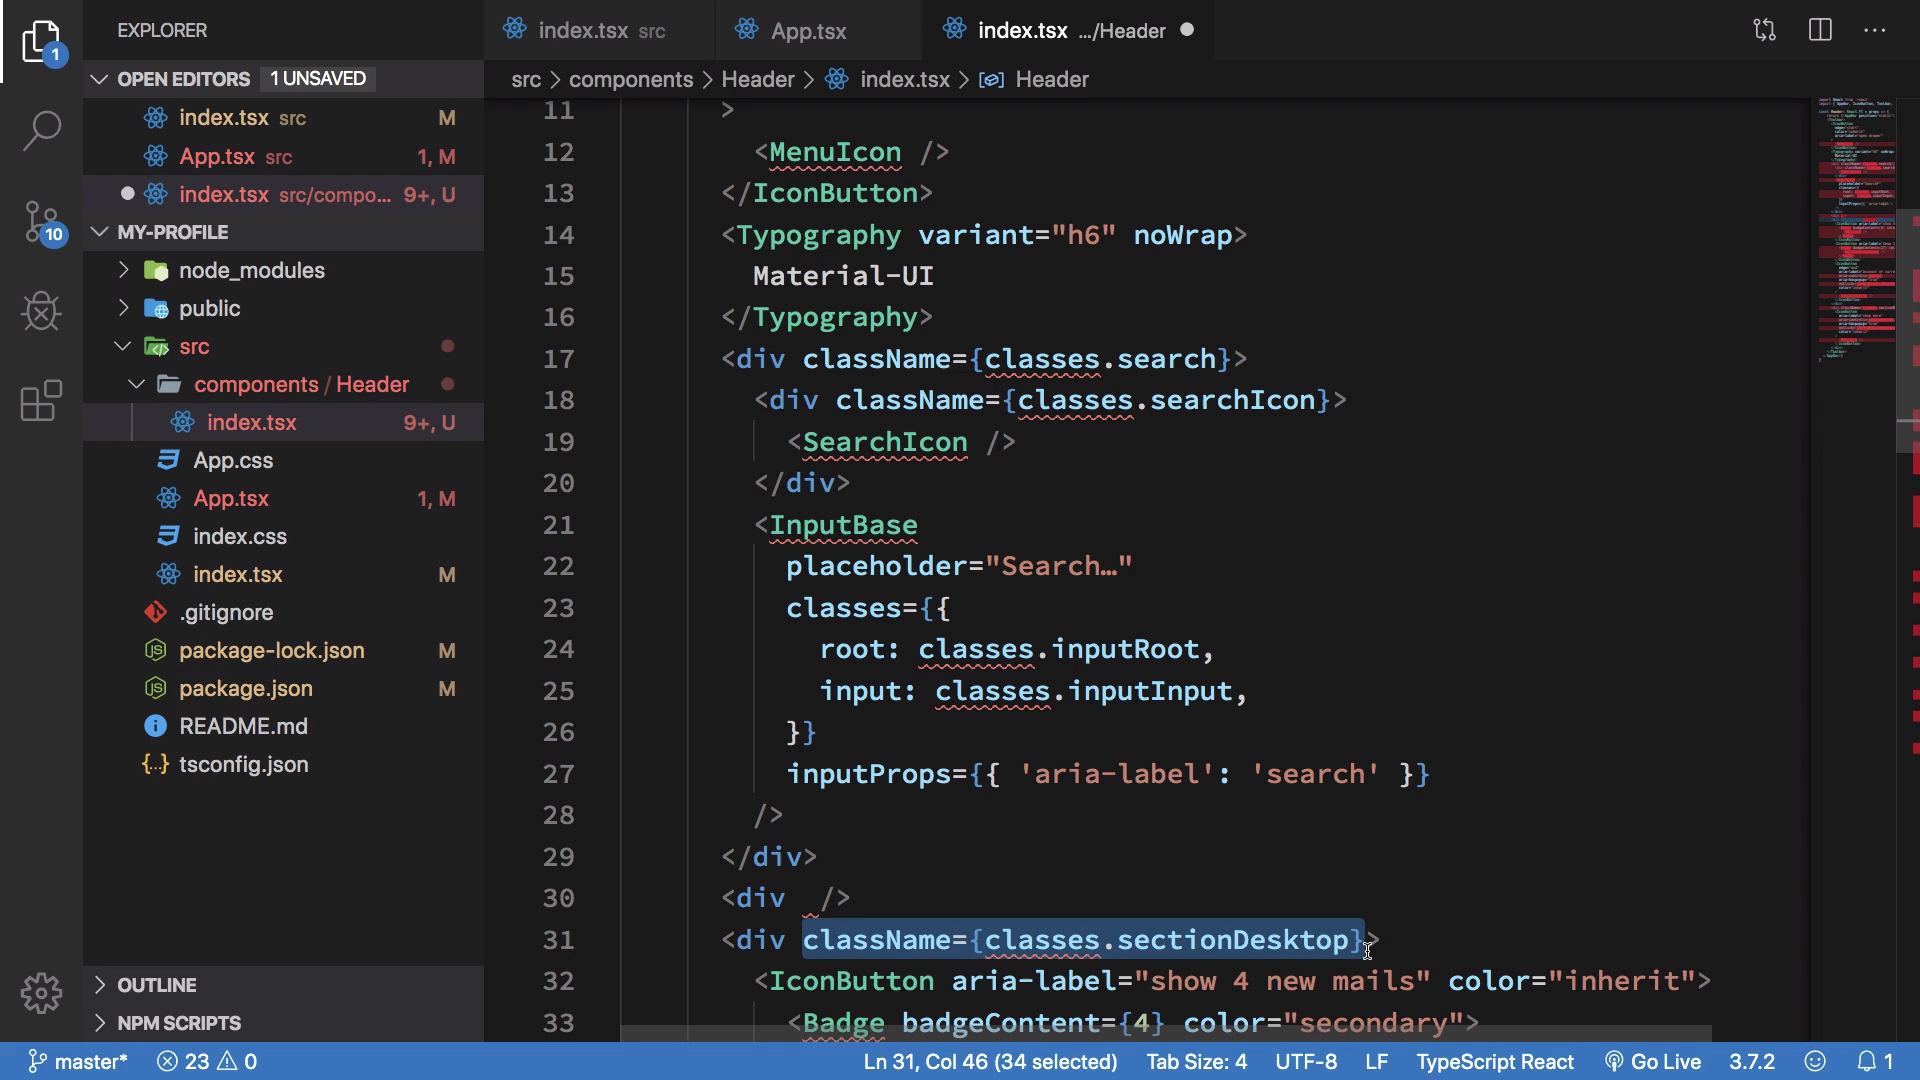 EXPLORER
OPEN EDITORS 1 UNSAVED
index.tsx src M
App.tsx src 1, M
index.tsx src/compo... 9+, U
MY-PROFILE
node_modules
public
src
components / Header
index.tsx 9+, U
App.css
App.tsx 1, M
index.css
index.tsx M
.gitignore
package-lock.json M
package.json M
README.md
tsconfig.json
OUTLINE
NPM SCRIPTS
1
10
index.tsx src App.tsx index.tsx .../Header
src > components > Header > index.tsx > Header
11 >
12 <MenuIcon />
13 </IconButton>
14 <Typography variant="h6" noWrap>
15 Material-UI
16 </Typography>
17 <div className={classes.search}>
18 <div className={classes.searchIcon}>
19 <SearchIcon />
20 </div>
21 <InputBase
22 placeholder="Search…"
23 classes={{
24 root: classes.inputRoot,
25 input: classes.inputInput,
26 }}
27 inputProps={{ 'aria-label': 'search' }}
28 />
29 </div>
30 <div  />
31 <div className={classes.sectionDesktop}>
32 <IconButton aria-label="show 4 new mails" color="inherit">
33 <Badge badgeContent={4} color="secondary">
master* 23 0 Ln 31, Col 46 (34 selected) Tab Size: 4 UTF-8 LF TypeScript React Go Live 3.7.2 1